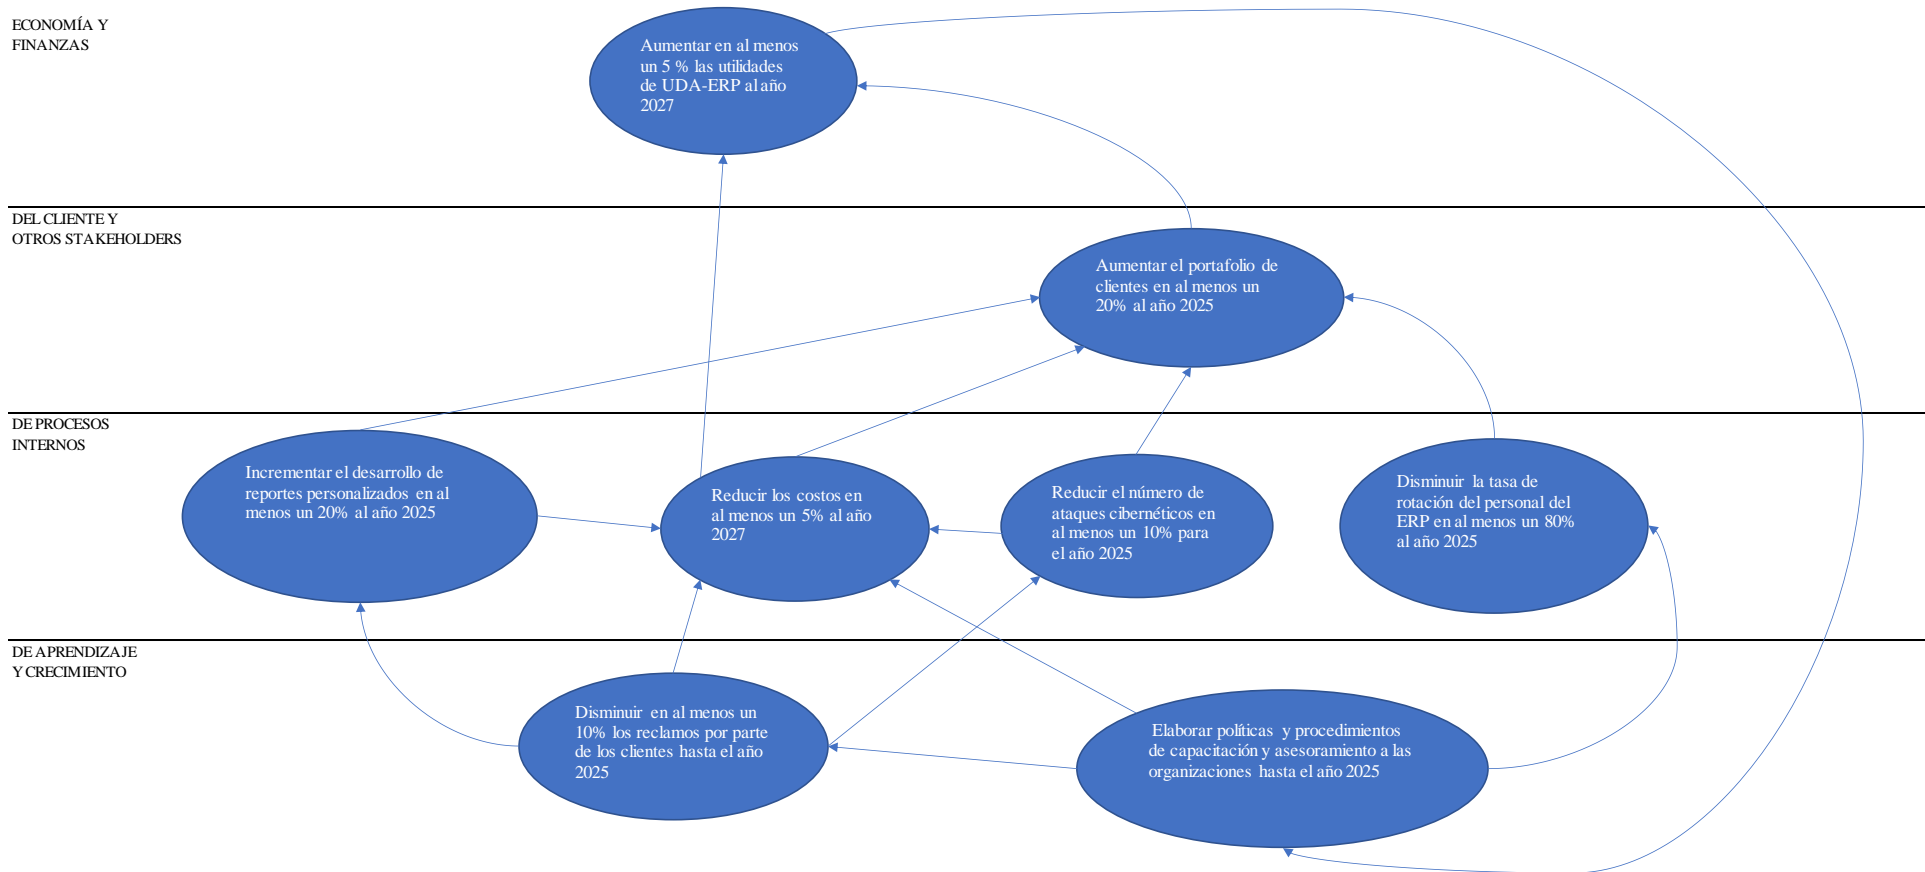 ECONOMÍA Y
FINANZAS
Aumentar en al menos
un 5 % las utilidades
de UDA-ERP al año
2027
DEL CLIENTE Y
OTROS STAKEHOLDERS
Aumentar el portafolio de
clientes en al menos un
20% al año 2025
DE PROCESOS
INTERNOS
Incrementar el desarrollo de
reportes personalizados en al
menos un 20% al año 2025
Reducir los costos en
al menos un 5% al año
2027
Reducir el número de
ataques cibernéticos en
al menos un 10% para
el año 2025
Disminuir la tasa de
rotación del personal del
ERP en al menos un 80%
al año 2025
DE APRENDIZAJE
Y CRECIMIENTO
Disminuir en al menos un
10% los reclamos por parte
de los clientes hasta el año
2025
Elaborar políticas y procedimientos
de capacitación y asesoramiento a las
organizaciones hasta el año 2025